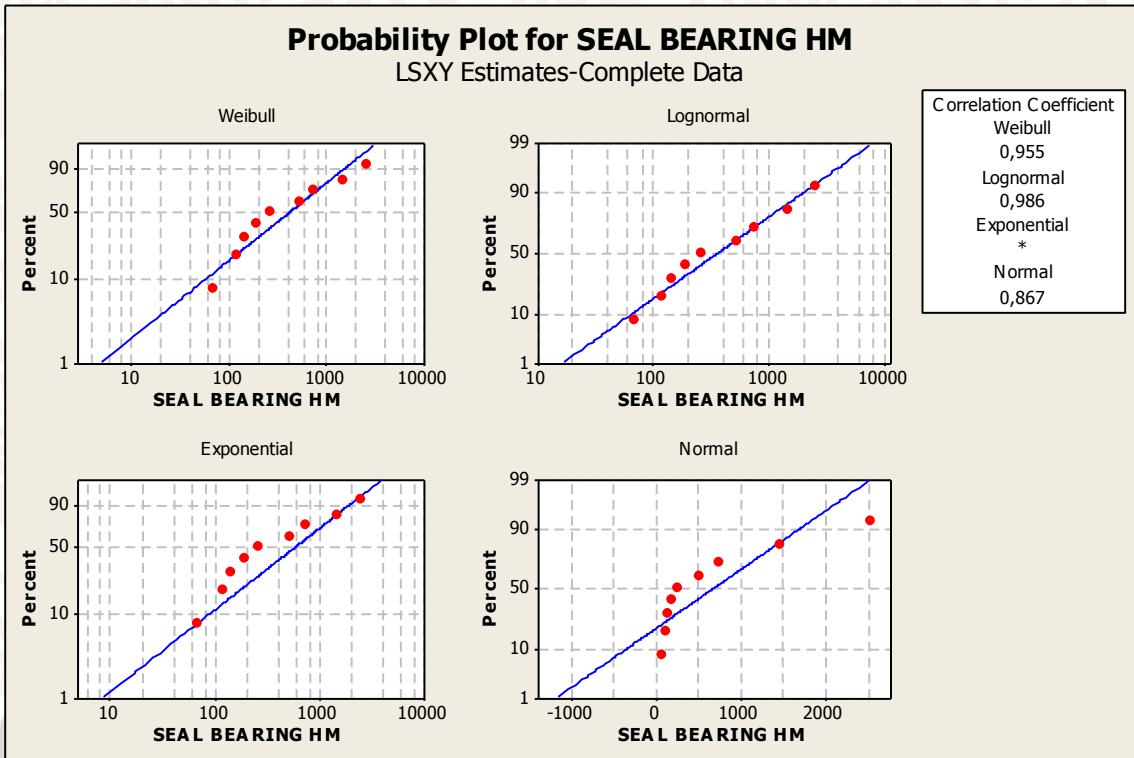 Probability Plot for SEAL BEARING HM
LSXY Estimates-Complete Data
Weibull
90
50
10
1
Percent
10 100 1000 10000
SEAL BEARING HM
Lognormal
99
90
50
10
1
Percent
10 100 1000 10000
SEAL BEARING HM
Correlation Coefficient
Weibull
0,955
Lognormal
0,986
Exponential
*
Normal
0,867
Exponential
90
50
10
1
Percent
10 100 1000 10000
SEAL BEARING HM
Normal
99
90
50
10
1
Percent
-1000 0 1000 2000
SEAL BEARING HM